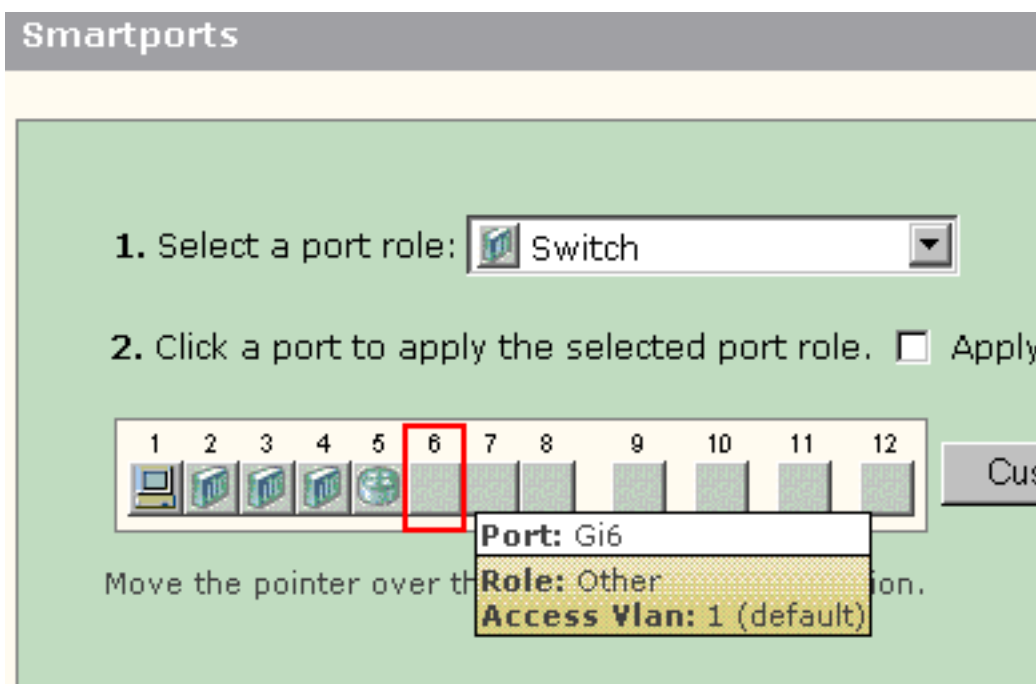 Smartports
1. Select a port role: Switch
2. Click a port to apply the selected port role. Apply
1 2 3 4 5 6 7 8 9 10 11 12
Port: Gi6
Move the pointer over th
Role: Other
ion.
Access Vlan: 1 (default)